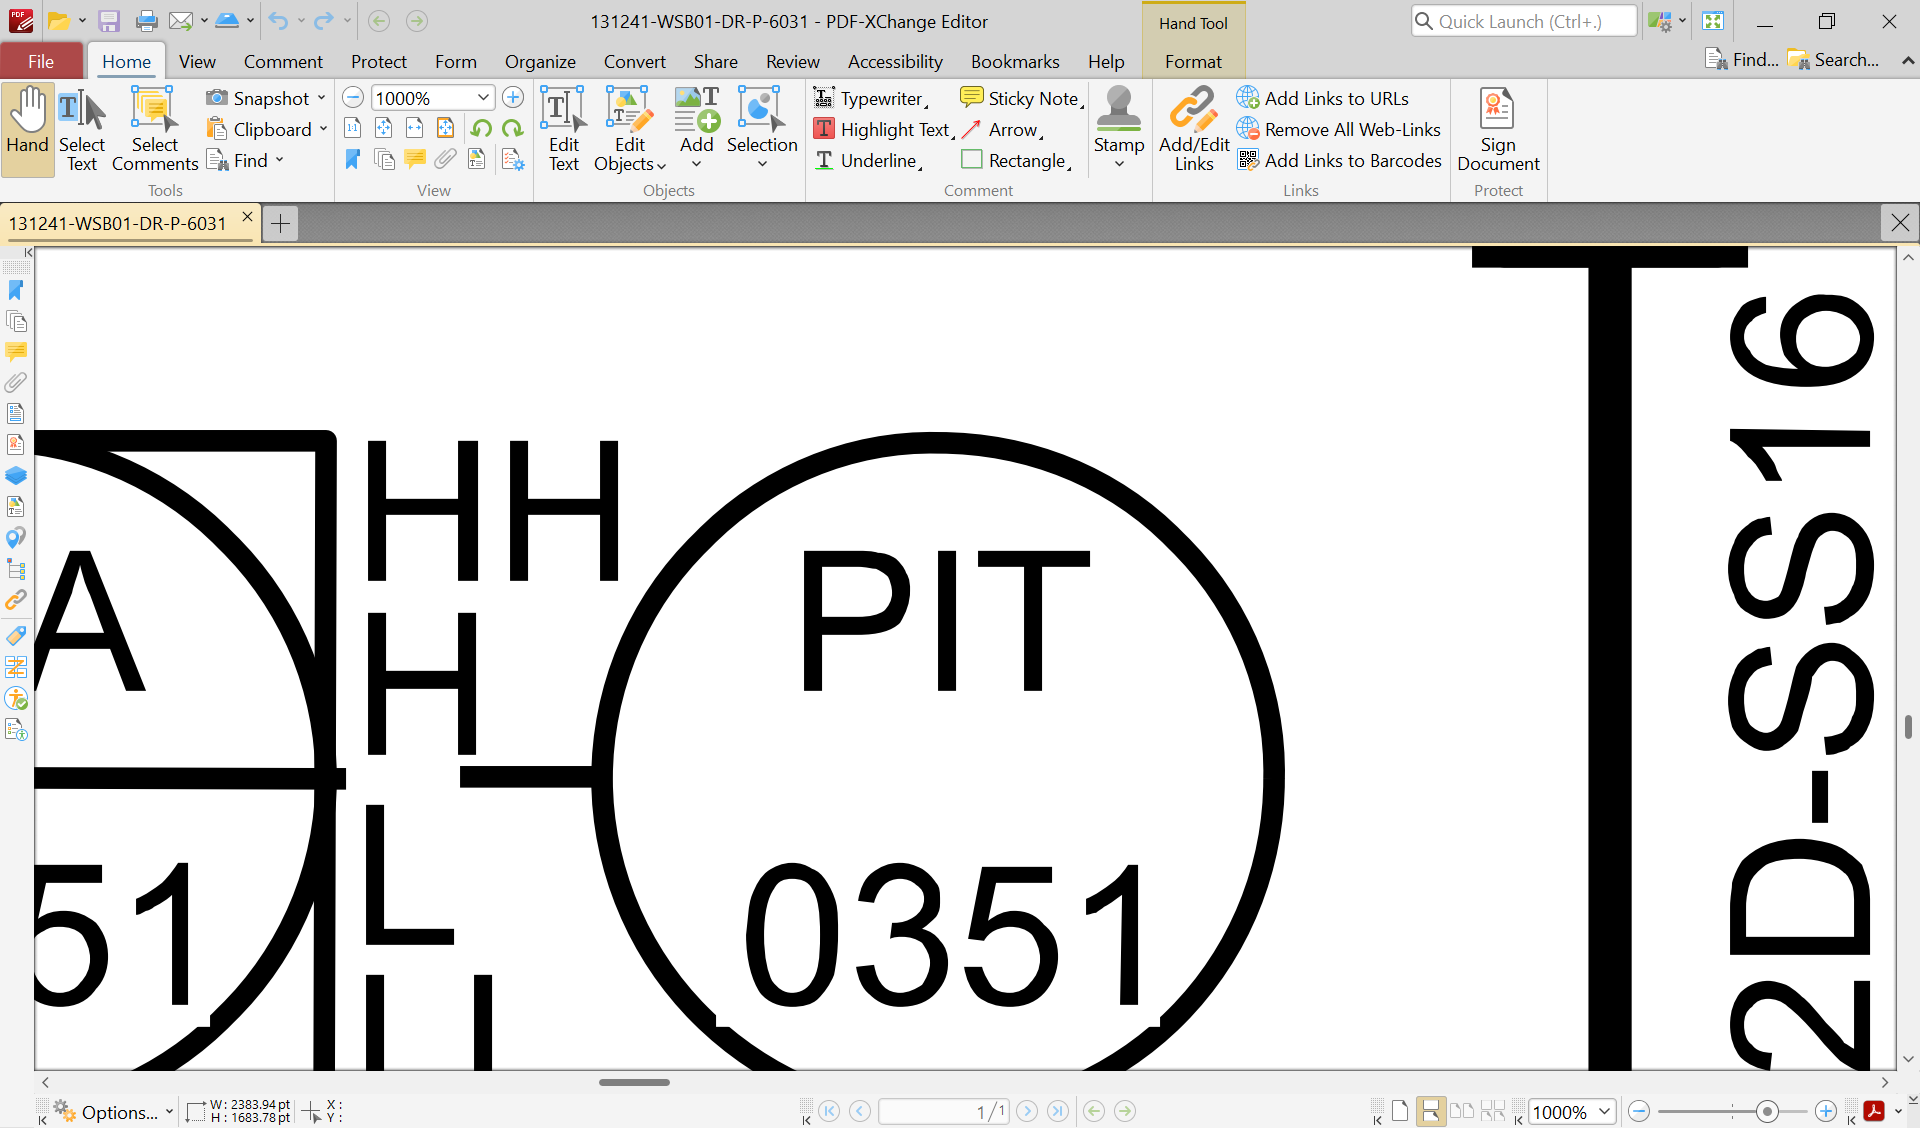 131241-WSB01-DR-P-6031 - PDF-XChange Editor
Hand Tool
Quick Launch (Ctrl+.)
File
Home
View
Comment
Protect
Form
Organize
Convert
Share
Review
Accessibility
Bookmarks
Help
Format
Find...
Search...
Hand
Select Text
Select Comments
Snapshot
Clipboard
Find
Tools
1000%
View
Edit Text
Edit Objects
Add
Selection
Objects
Typewriter
Highlight Text
Underline
Sticky Note
Arrow
Rectangle
Stamp
Comment
Add/Edit Links
Add Links to URLs
Remove All Web-Links
Add Links to Barcodes
Links
Sign Document
Protect
131241-WSB01-DR-P-6031
A
51
HH
H
L
LL
PIT
0351
2D-SS16
Options...
W: 2383.94 pt
H: 1683.78 pt
X:
Y:
1 / 1
1000%